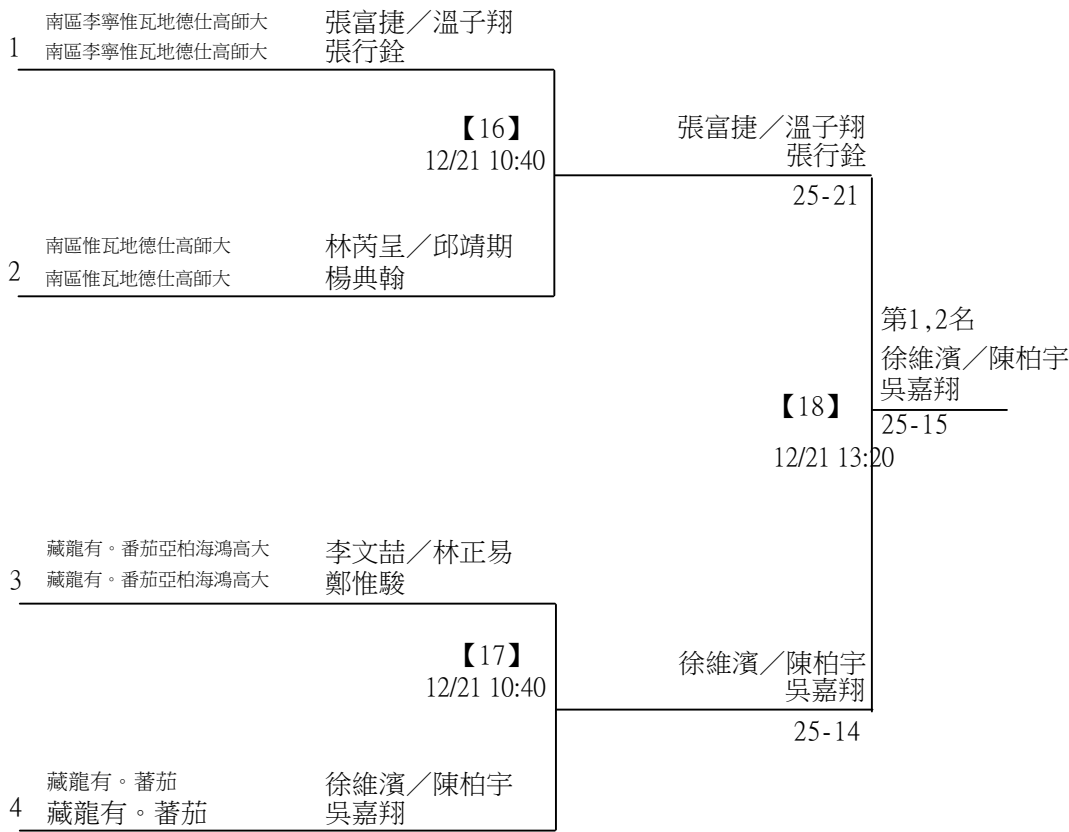 南區李寧惟瓦地德仕高師大 張富捷／溫子翔
1 南區李寧惟瓦地德仕高師大 張行銓
【16】
12/21 10:40
張富捷／溫子翔
張行銓
25-21
南區惟瓦地德仕高師大 林芮呈／邱靖期
2 南區惟瓦地德仕高師大 楊典翰
第1,2名
徐維濱／陳柏宇
吳嘉翔
【18】
25-15
12/21 13:20
藏龍有。番茄亞柏海鴻高大 李文喆／林正易
3 藏龍有。番茄亞柏海鴻高大 鄭惟駿
【17】
12/21 10:40
徐維濱／陳柏宇
吳嘉翔
25-14
藏龍有。蕃茄 徐維濱／陳柏宇
4 藏龍有。蕃茄 吳嘉翔